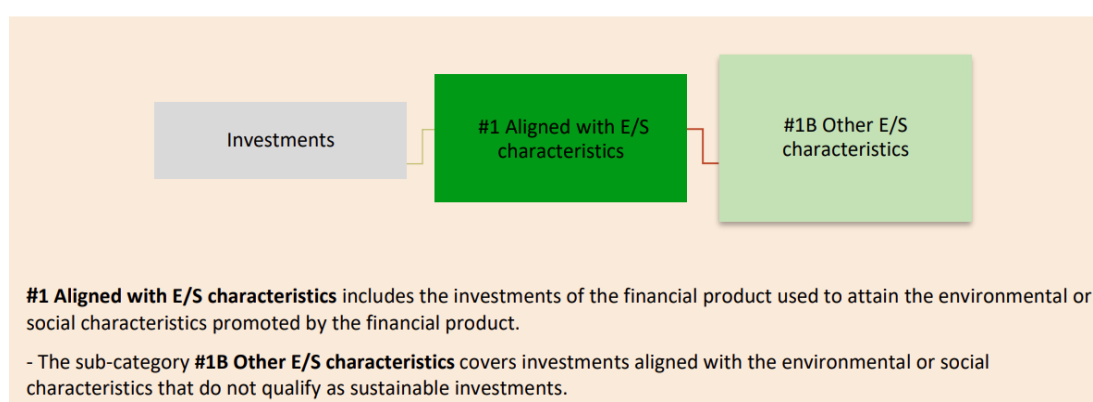 Investments
#1 Aligned with E/S
characteristics
#1B Other E/S
characteristics
#1 Aligned with E/S characteristics includes the investments of the financial product used to attain the environmental or
social characteristics promoted by the financial product.
- The sub-category #1B Other E/S characteristics covers investments aligned with the environmental or social
characteristics that do not qualify as sustainable investments.